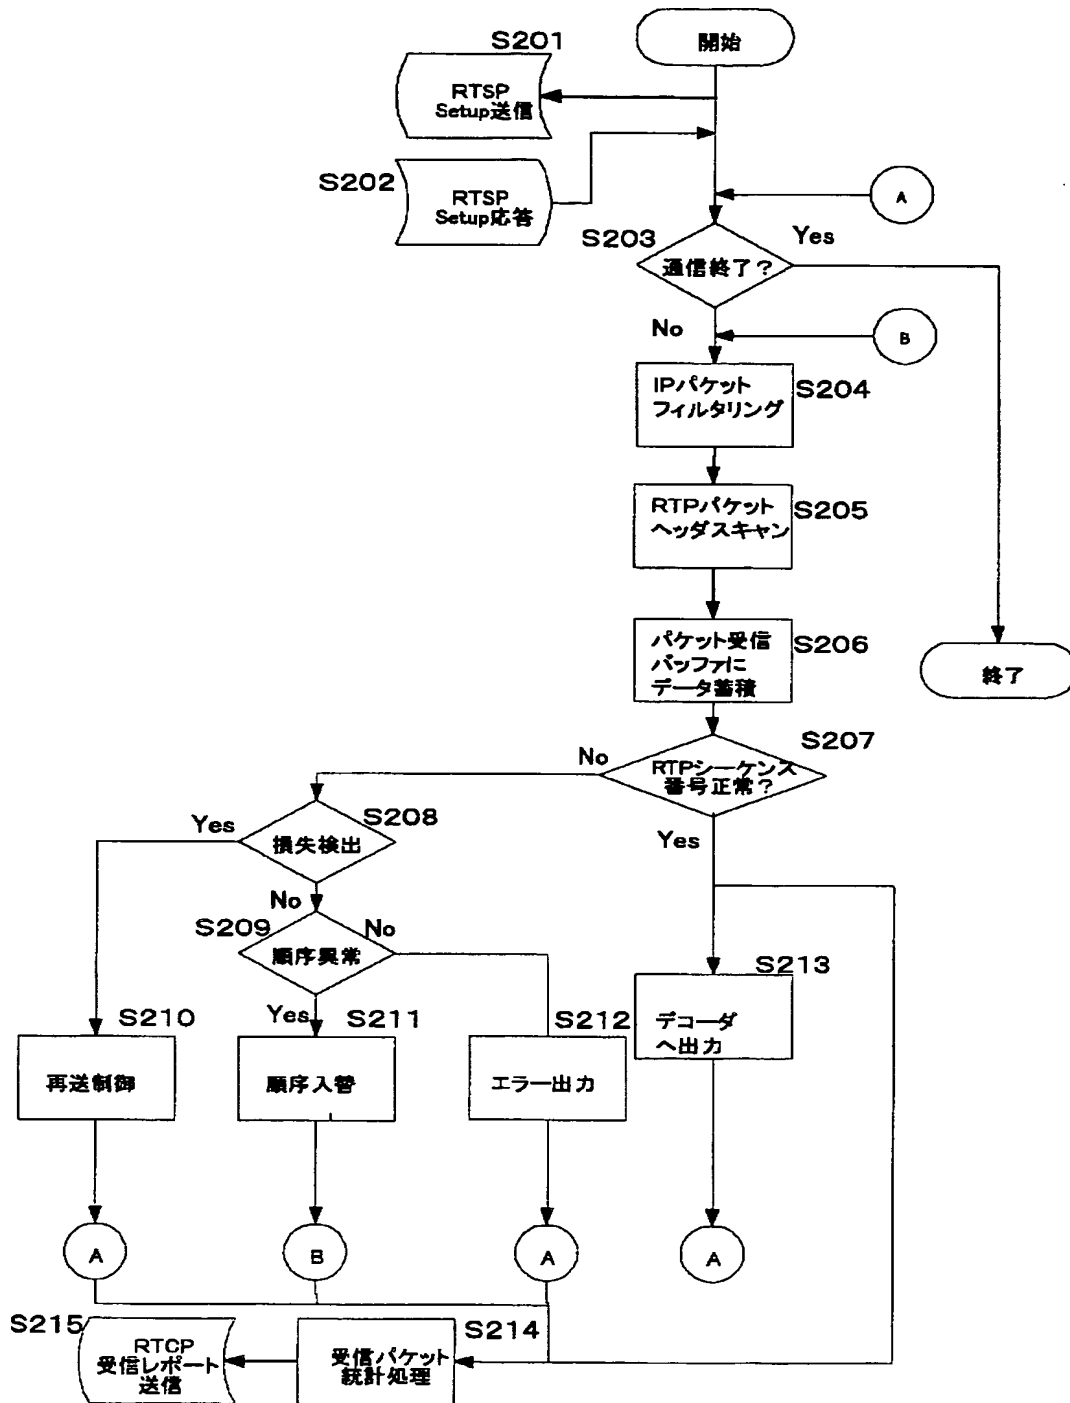 開始
S201
RTSP
Setup送信
S202
RTSP
Setup応答
A
S203
通信終了？
Yes
No
B
IPパケット
フィルタリング
S204
RTPパケット
ヘッダスキャン
S205
パケット受信
バッファに
データ蓄積
S206
終了
S207
RTPシーケンス
番号正常？
No
Yes
S208
損失検出
Yes
No
S209
順序異常
No
Yes
S210
再送制御
S211
順序入替
S212
エラー出力
S213
デコーダ
へ出力
A
B
A
A
S214
受信パケット
統計処理
S215
RTCP
受信レポート
送信